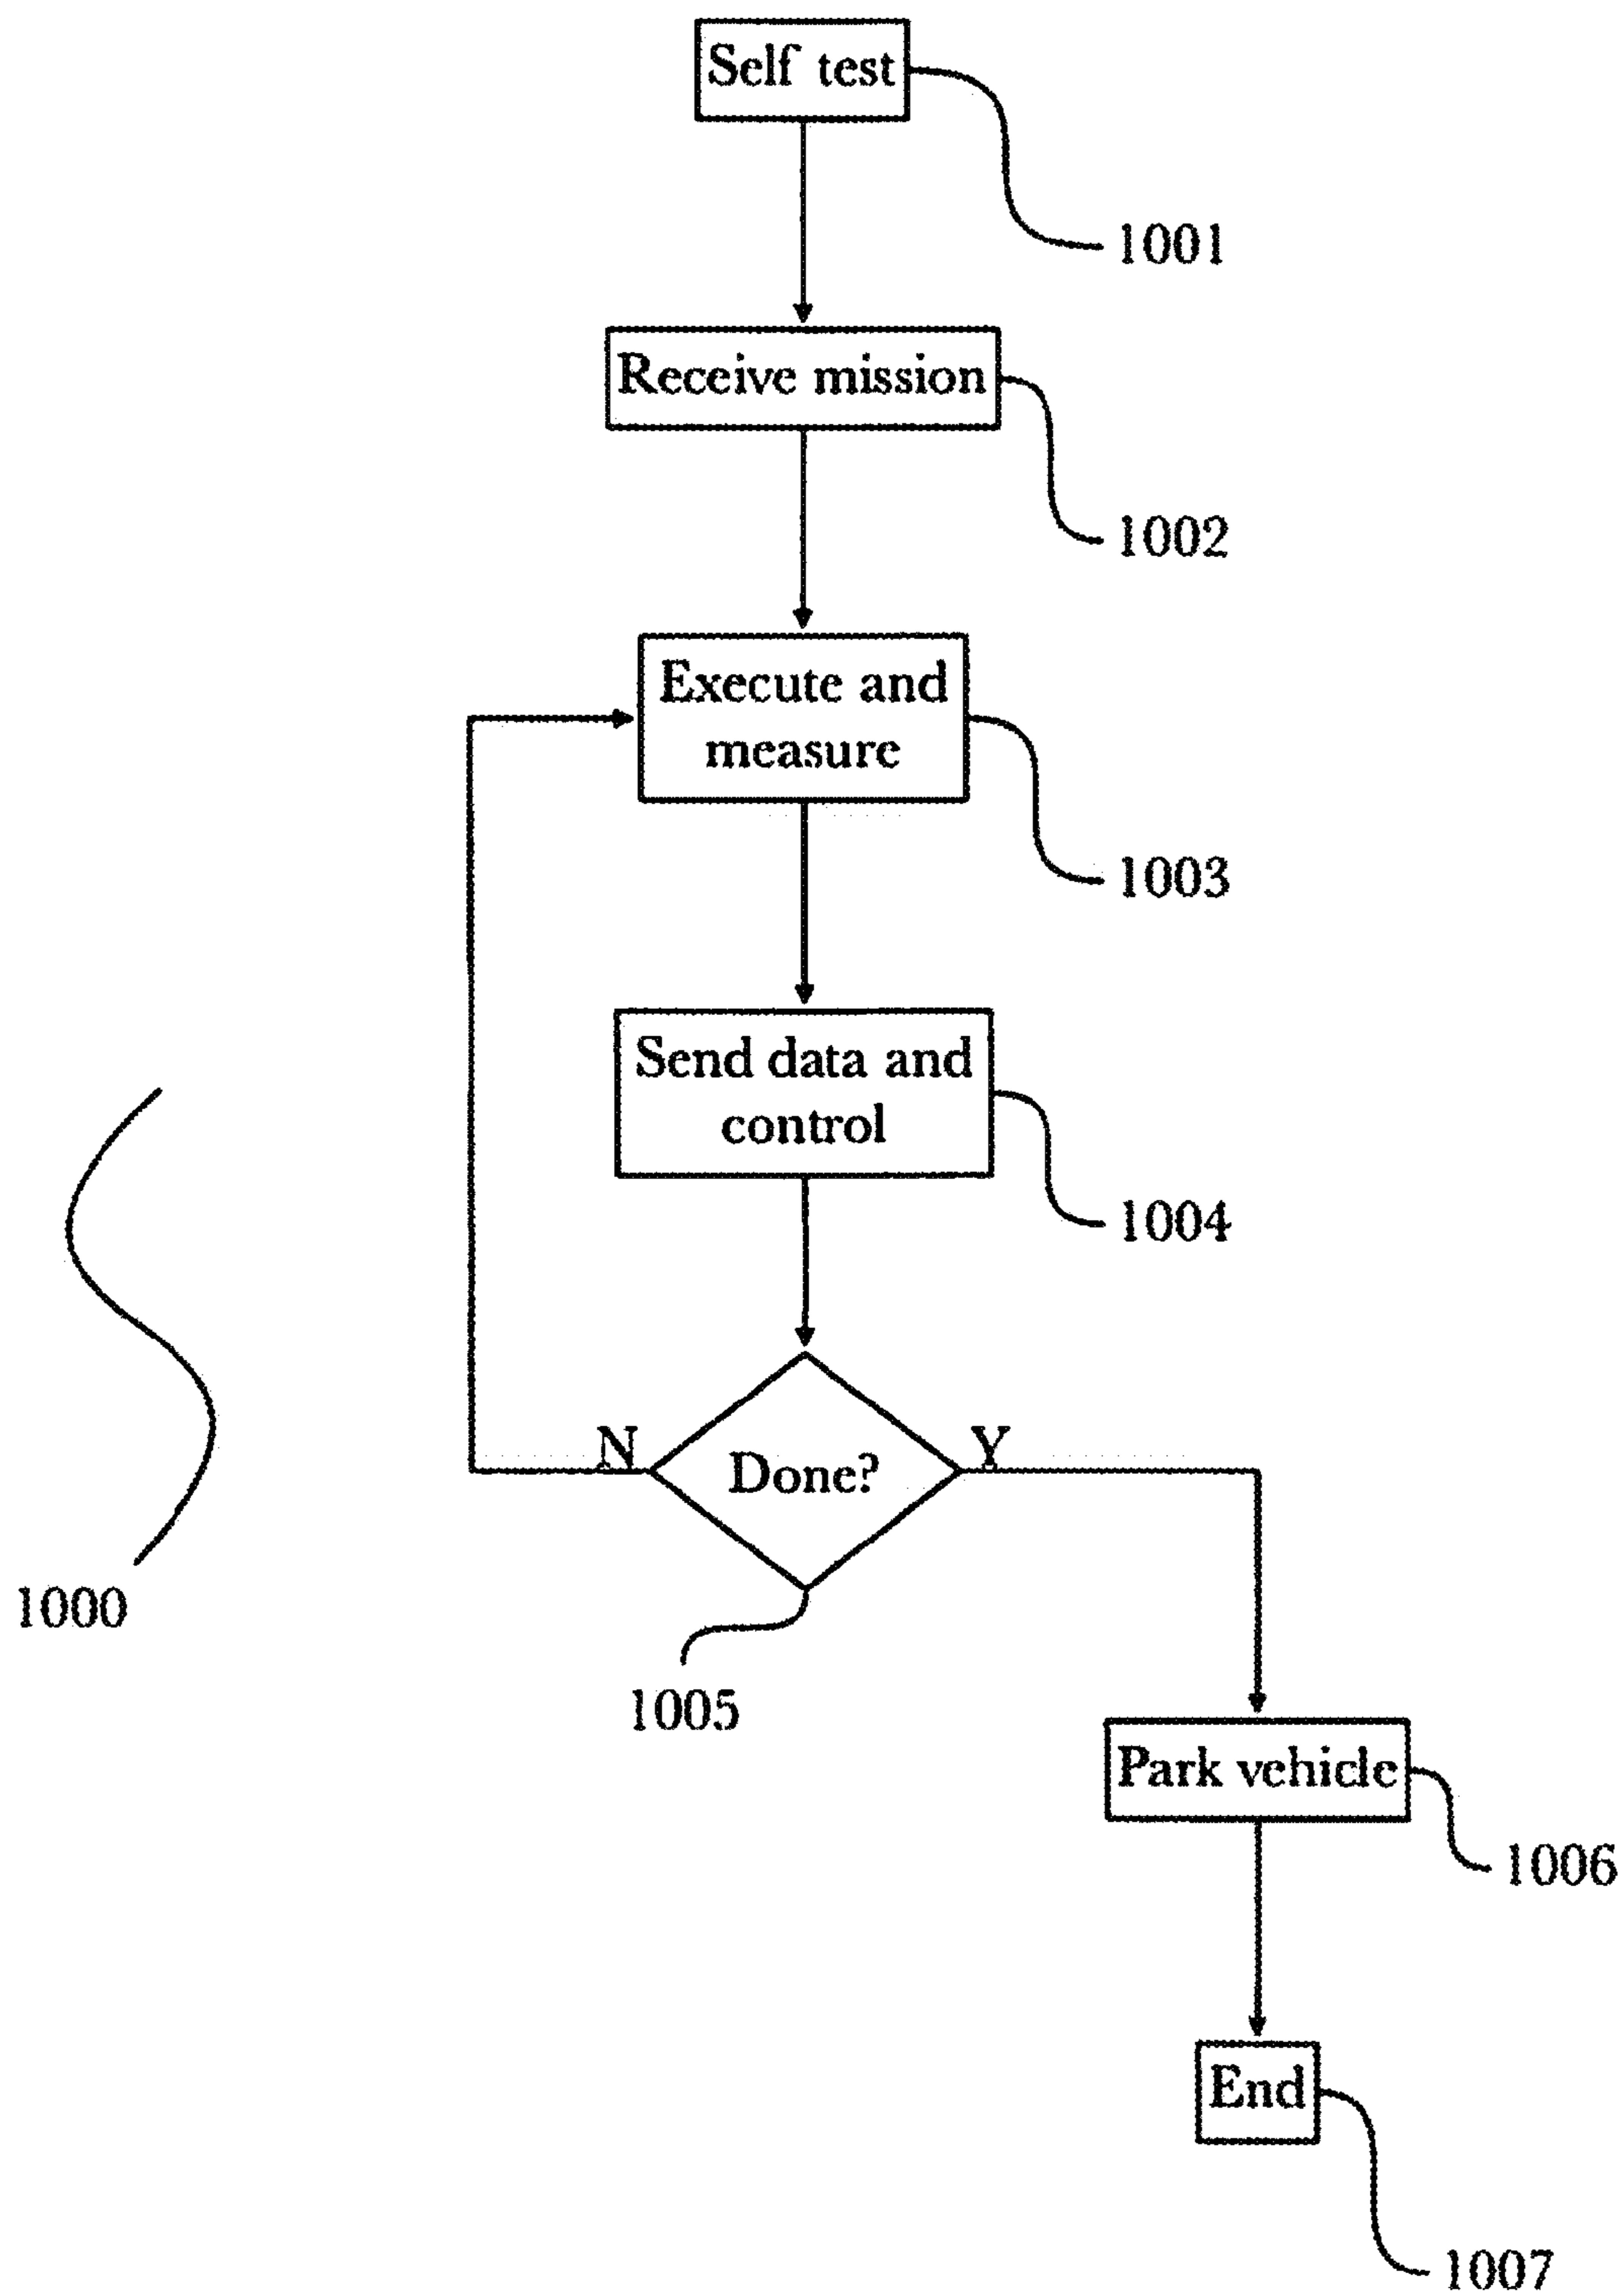 Self test
1001
Receive mission
1002
Execute and
measure
1003
Send data and
control
1004
N
Done?
Y
1000
1005
Park vehicle
1006
End
1007